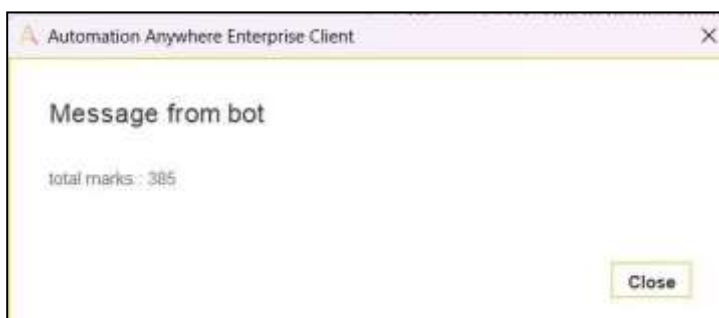 Automation Anywhere Enterprise Client
Message from bot
total marks : 385
Close